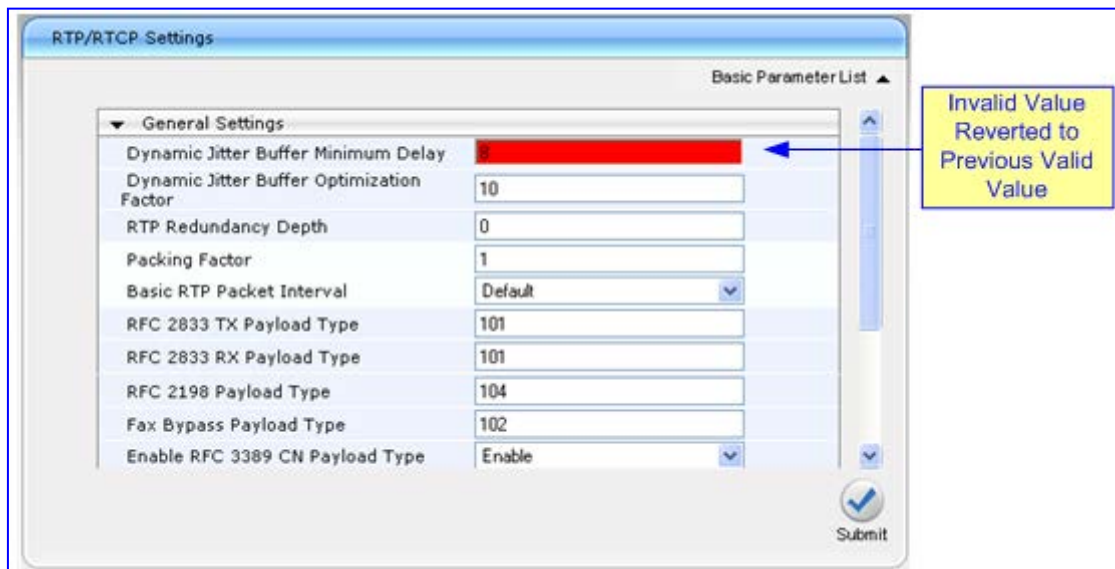 RTP/RTCP Settings
Basic Parameter List
General Settings
Dynamic Jitter Buffer Minimum Delay
8
Dynamic Jitter Buffer Optimization
Factor
10
RTP Redundancy Depth
0
Packing Factor
1
Basic RTP Packet Interval
Default
RFC 2833 TX Payload Type
101
RFC 2833 RX Payload Type
101
RFC 2198 Payload Type
104
Fax Bypass Payload Type
102
Enable RFC 3389 CN Payload Type
Enable
Submit
Invalid Value
Reverted to
Previous Valid
Value